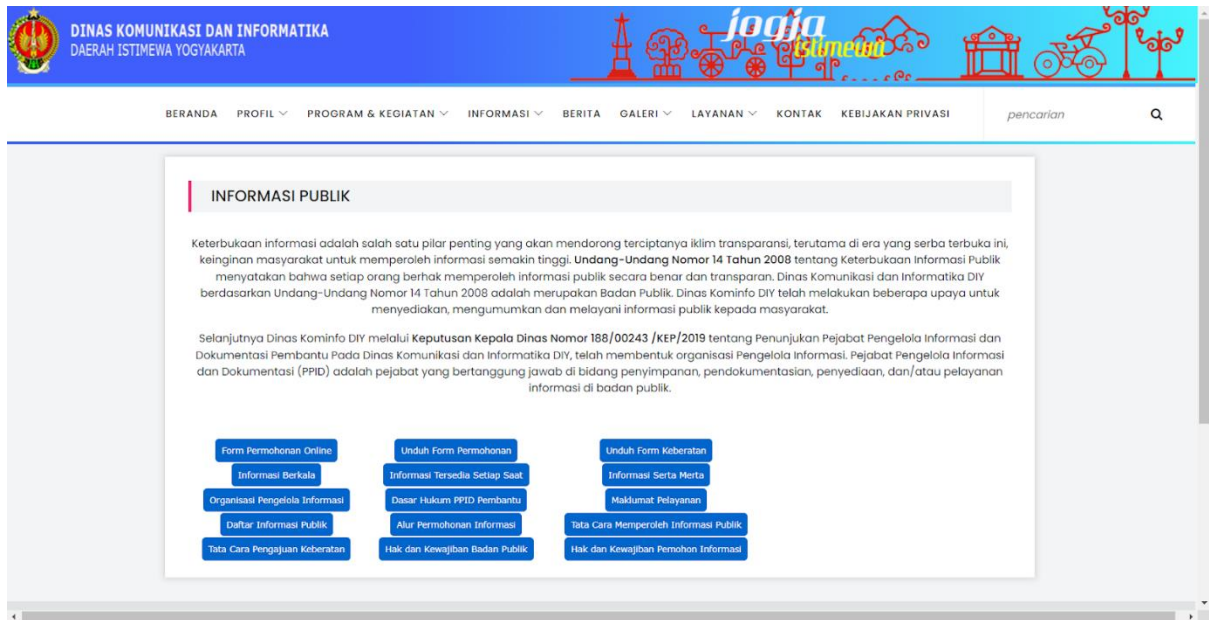 DINAS KOMUNIKASI DAN INFORMATIKA
DAERAH ISTIMEWA YOGYAKARTA
jogja
istimewa
BERANDA PROFIL PROGRAM & KEGIATAN INFORMASI BERITA GALERI LAYANAN KONTAK KEBIJAKAN PRIVASI pencarian
INFORMASI PUBLIK
Keterbukaan informasi adalah salah satu pilar penting yang akan mendorong terciptanya iklim transparansi, terutama di era yang serba terbuka ini,
keinginan masyarakat untuk memperoleh informasi semakin tinggi. Undang-Undang Nomor 14 Tahun 2008 tentang Keterbukaan Informasi Publik
menyatakan bahwa setiap orang berhak memperoleh informasi publik secara benar dan transparan. Dinas Komunikasi dan Informatika DIY
berdasarkan Undang-Undang Nomor 14 Tahun 2008 adalah merupakan Badan Publik. Dinas Kominfo DIY telah melakukan beberapa upaya untuk
menyediakan, mengumumkan dan melayani informasi publik kepada masyarakat.
Selanjutnya Dinas Kominfo DIY melalui Keputusan Kepala Dinas Nomor 188/00243 /KEP/2019 tentang Penunjukan Pejabat Pengelola Informasi dan
Dokumentasi Pembantu Pada Dinas Komunikasi dan Informatika DIY, telah membentuk organisasi Pengelola Informasi. Pejabat Pengelola Informasi
dan Dokumentasi (PPID) adalah pejabat yang bertanggung jawab di bidang penyimpanan, pendokumentasian, penyediaan, dan/atau pelayanan
informasi di badan publik.
Form Permohonan Online Unduh Form Permohonan Unduh Form Keberatan
Informasi Berkala Informasi Tersedia Setiap Saat Informasi Serta Merta
Organisasi Pengelola Informasi Dasar Hukum PPID Pembantu Maklumat Pelayanan
Daftar Informasi Publik Alur Permohonan Informasi Tata Cara Memperoleh Informasi Publik
Tata Cara Pengajuan Keberatan Hak dan Kewajiban Badan Publik Hak dan Kewajiban Pemohon Informasi